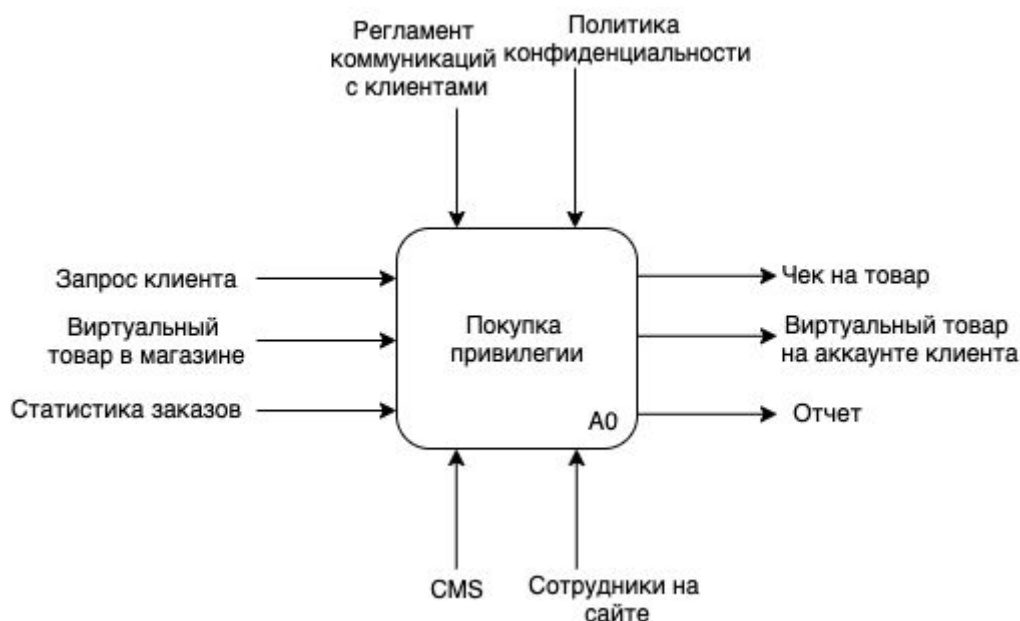 Регламент
коммуникаций
с клиентами
Политика
конфиденциальности
Запрос клиента
Виртуальный
товар в магазине
Статистика заказов
Покупка
привилегии
A0
Чек на товар
Виртуальный товар
на аккаунте клиента
Отчет
CMS
Сотрудники на
сайте